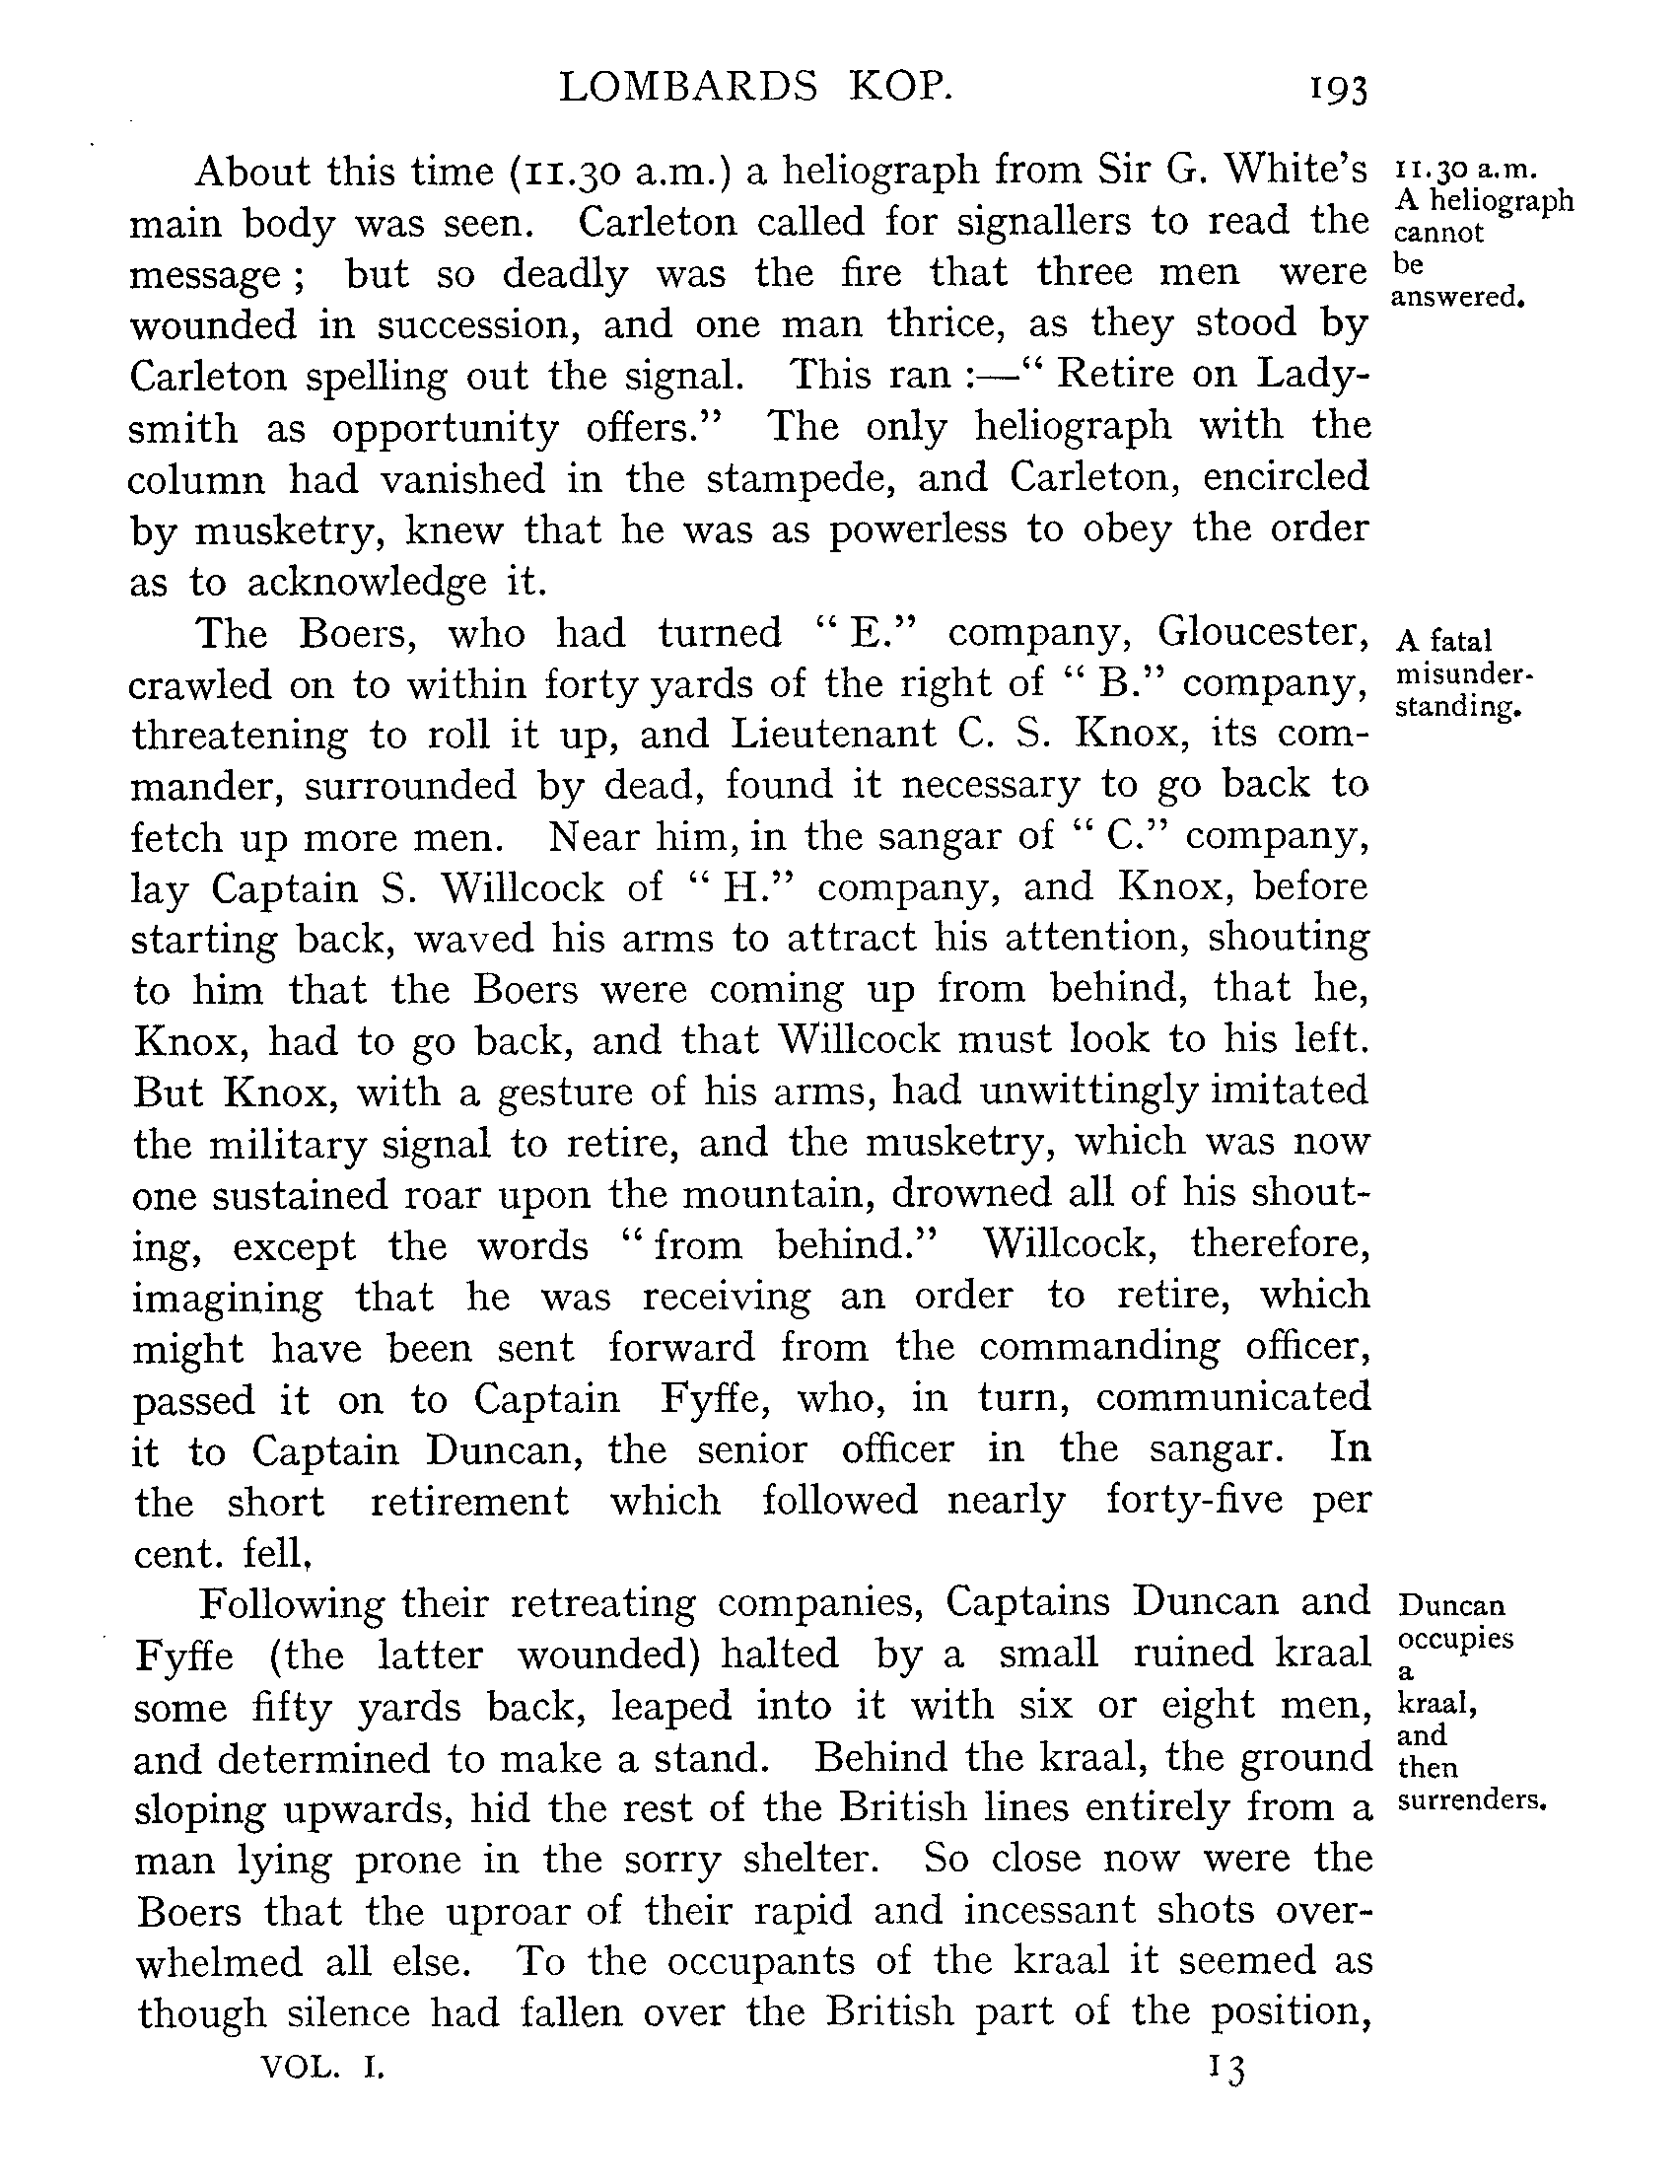 LOMBARDS KOP. 193
About this time (11.30 a.m.) a heliograph from Sir G. White's
main body was seen. Carleton called for signallers to read the
message ; but so deadly was the fire that three men were
wounded in succession, and one man thrice, as they stood by
Carleton spelling out the signal. This ran :—“ Retire on Lady-
smith as opportunity offers.” The only heliograph with the
column had vanished in the stampede, and Carleton, encircled
by musketry, knew that he was as powerless to obey the order
as to acknowledge it.
11.30 a.m.
A heliograph
cannot
be
answered.
The Boers, who had turned “ E.” company, Gloucester,
crawled on to within forty yards of the right of “ B.” company,
threatening to roll it up, and Lieutenant C. S. Knox, its com-
mander, surrounded by dead, found it necessary to go back to
fetch up more men. Near him, in the sangar of “ C.” company,
lay Captain S. Willcock of “ H.” company, and Knox, before
starting back, waved his arms to attract his attention, shouting
to him that the Boers were coming up from behind, that he,
Knox, had to go back, and that Willcock must look to his left.
But Knox, with a gesture of his arms, had unwittingly imitated
the military signal to retire, and the musketry, which was now
one sustained roar upon the mountain, drowned all of his shout-
ing, except the words “ from behind.” Willcock, therefore,
imagining that he was receiving an order to retire, which
might have been sent forward from the commanding officer,
passed it on to Captain Fyffe, who, in turn, communicated
it to Captain Duncan, the senior officer in the sangar. In
the short retirement which followed nearly forty-five per
cent. fell,
A fatal
misunder-
standing.
Following their retreating companies, Captains Duncan and
Fyffe (the latter wounded) halted by a small ruined kraal
some fifty yards back, leaped into it with six or eight men,
and determined to make a stand. Behind the kraal, the ground
sloping upwards, hid the rest of the British lines entirely from a
man lying prone in the sorry shelter. So close now were the
Boers that the uproar of their rapid and incessant shots over-
whelmed all else. To the occupants of the kraal it seemed as
though silence had fallen over the British part of the position,
Duncan
occupies
a
kraal,
and
then
surrenders.
VOL. I. 13